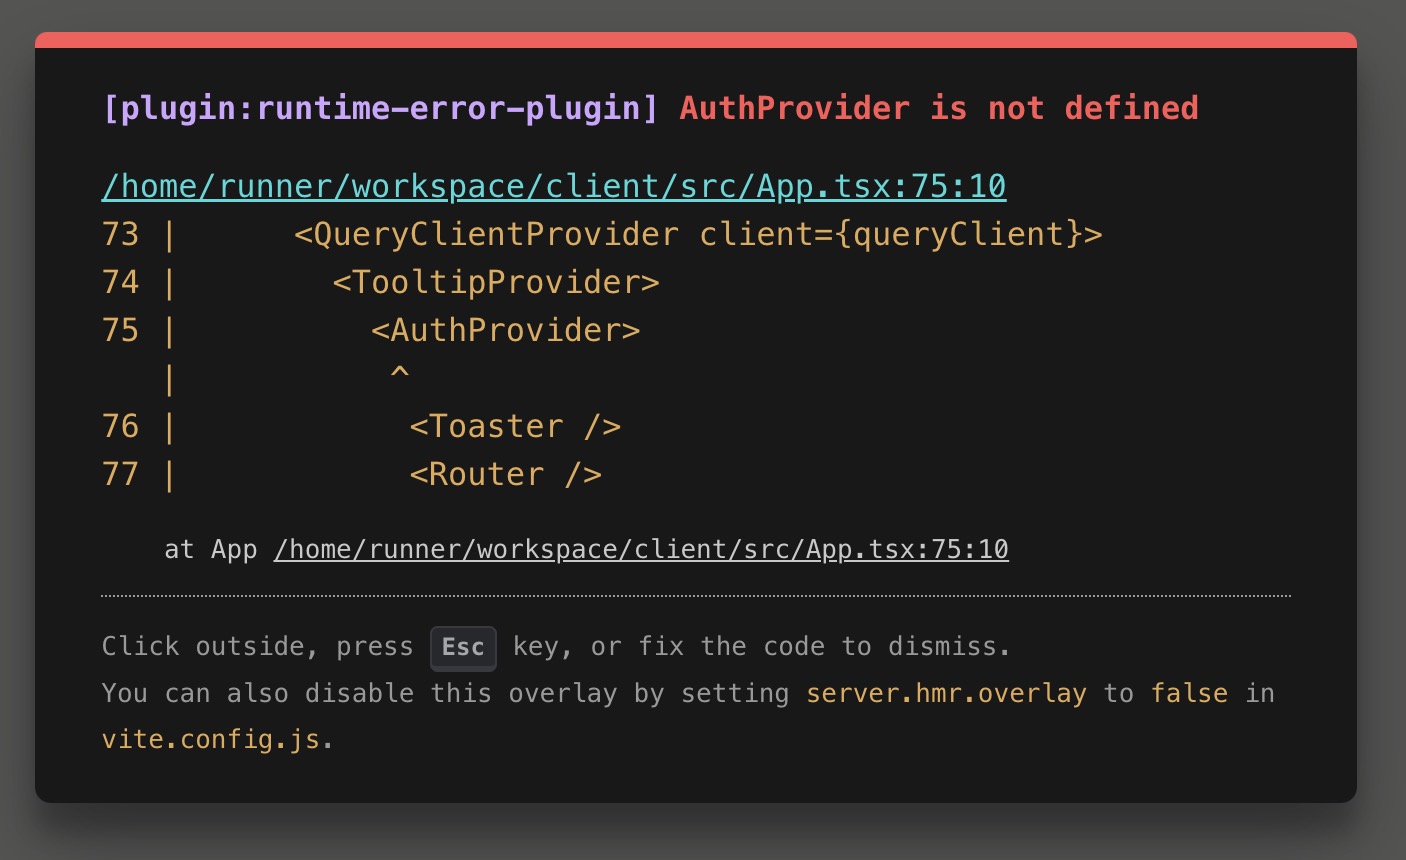 [plugin:runtime-error-plugin] AuthProvider is not defined
/home/runner/workspace/client/src/App.tsx:75:10
73 |      <QueryClientProvider client={queryClient}>
74 |        <TooltipProvider>
75 |          <AuthProvider>
   |           ^
76 |            <Toaster />
77 |            <Router />
    at App /home/runner/workspace/client/src/App.tsx:75:10
Click outside, press Esc key, or fix the code to dismiss.
You can also disable this overlay by setting server.hmr.overlay to false in
vite.config.js.